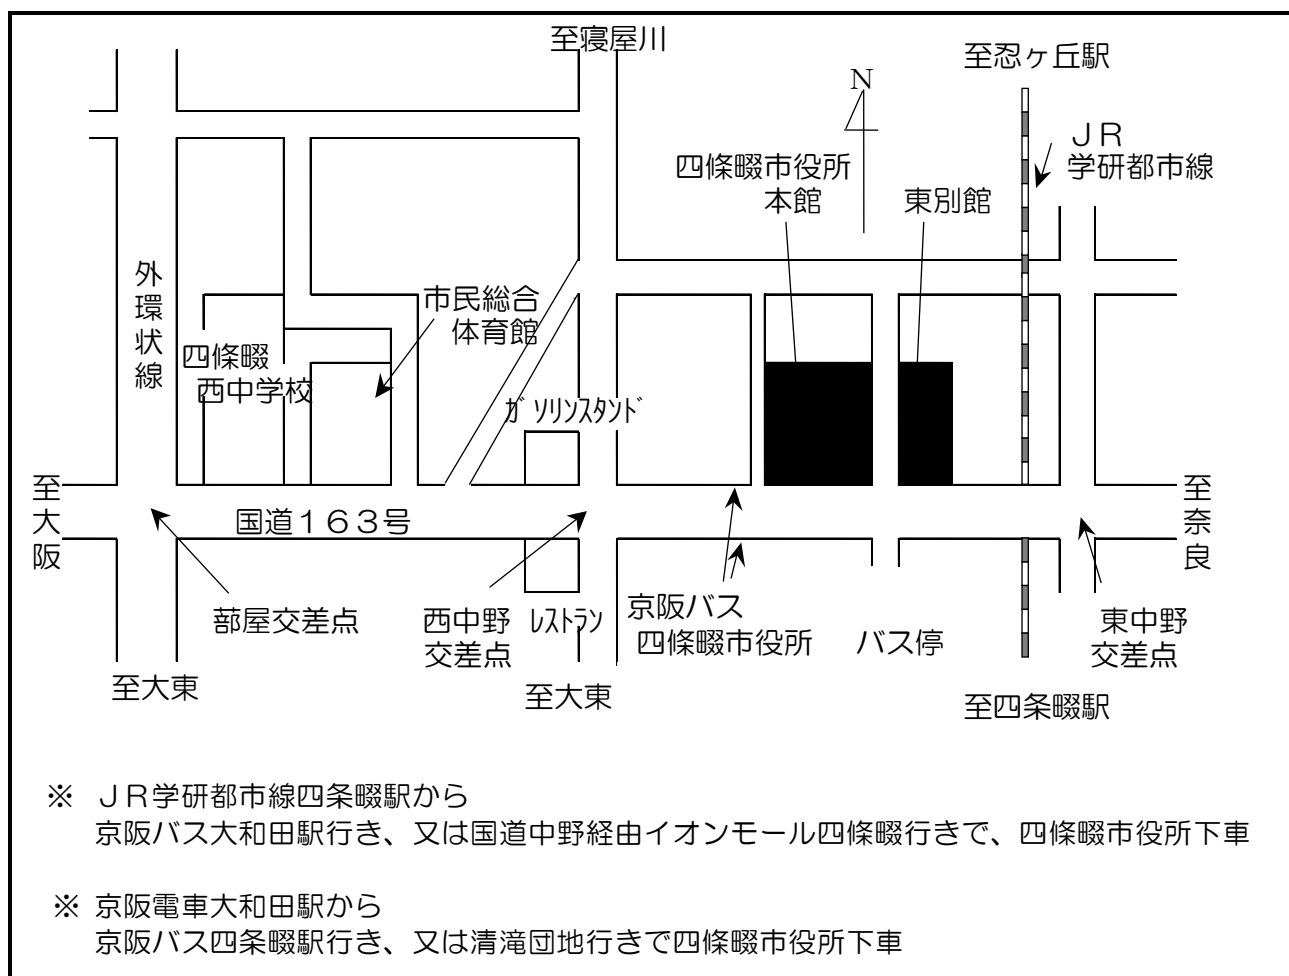 至寝屋川
至忍ヶ丘駅
N
ＪＲ
学研都市線
四條畷市役所
本館
東別館
外環状線
市民総合
体育館
四條畷
西中学校
ｶﾞｿﾘﾝｽﾀﾝﾄﾞ
至大阪
国道１６３号
至奈良
部屋交差点
西中野
交差点
ﾚｽﾄﾗﾝ
京阪バス
四條畷市役所　バス停
東中野
交差点
至大東
至大東
至四条畷駅
※　ＪＲ学研都市線四条畷駅から
京阪バス大和田駅行き、又は国道中野経由イオンモール四條畷行きで、四條畷市役所下車
※ 京阪電車大和田駅から
京阪バス四条畷駅行き、又は清滝団地行きで四條畷市役所下車